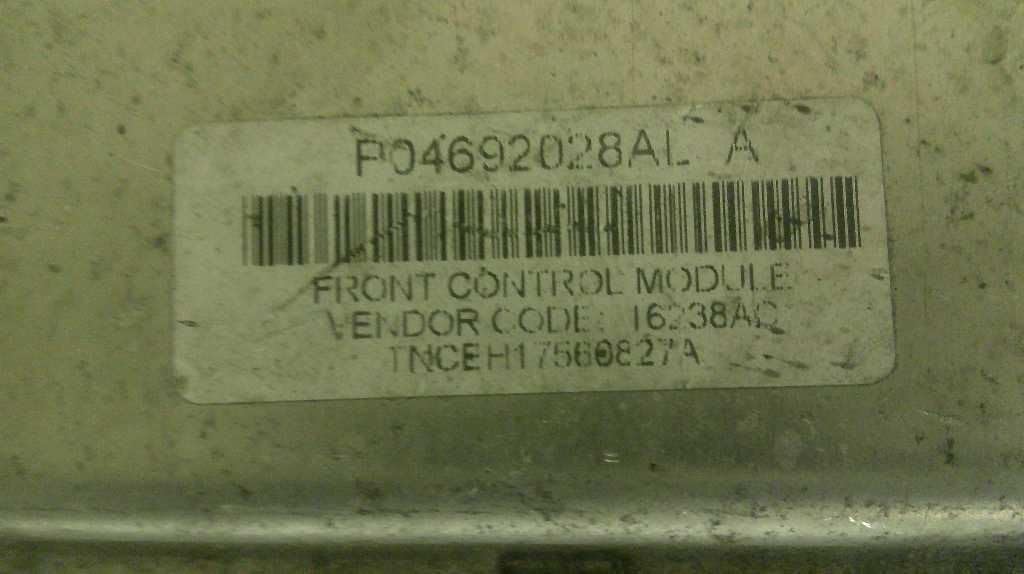 P04692028AL A
FRONT CONTROL MODULE
VENDOR CODE: 16238AC
TNCEH17560827A